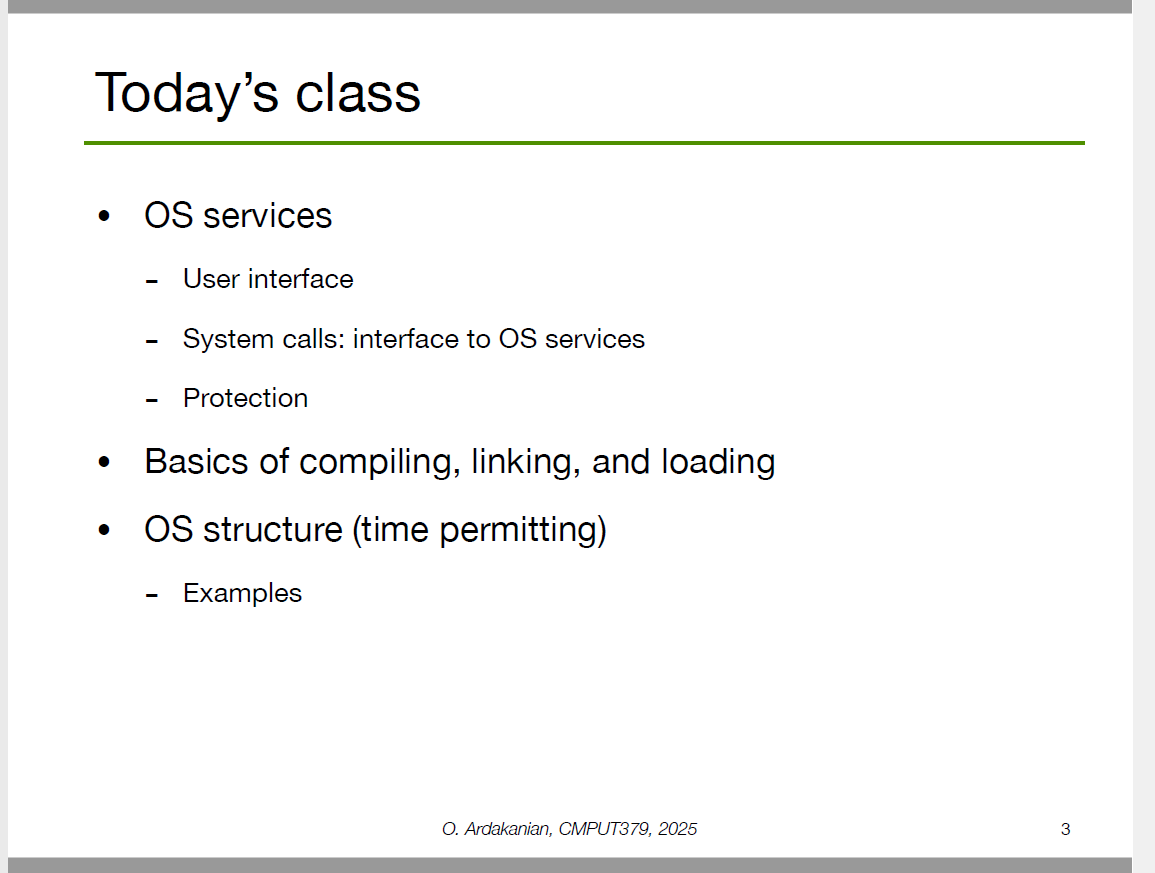 Today’s class
• OS services
– User interface
– System calls: interface to OS services
– Protection
• Basics of compiling, linking, and loading
• OS structure (time permitting)
– Examples
O. Ardakanian, CMPUT379, 2025
3